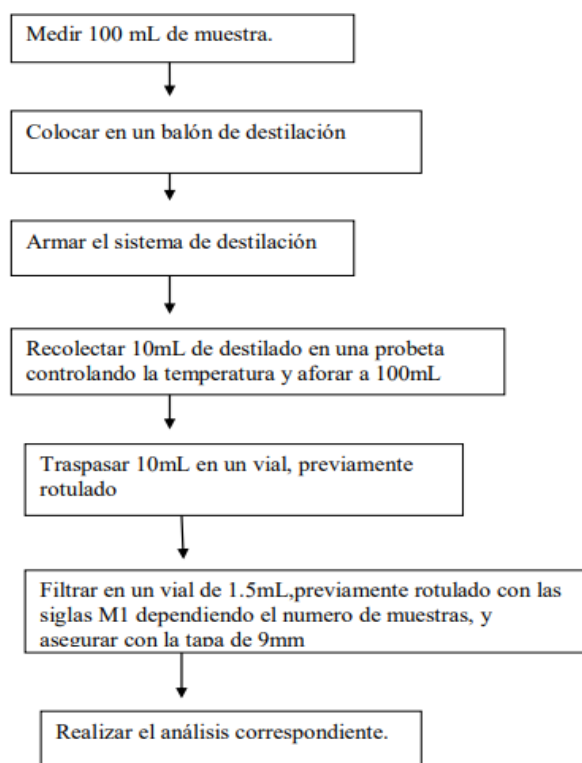 Medir 100 mL de muestra.
Colocar en un balón de destilación
Armar el sistema de destilación
Recolectar 10mL de destilado en una probeta
controlando la temperatura y aforar a 100mL
Traspasar 10mL en un vial, previamente
rotulado
Filtrar en un vial de 1.5mL,previamente rotulado con las
siglas M1 dependiendo el numero de muestras, y
asegurar con la tapa de 9mm
Realizar el análisis correspondiente.